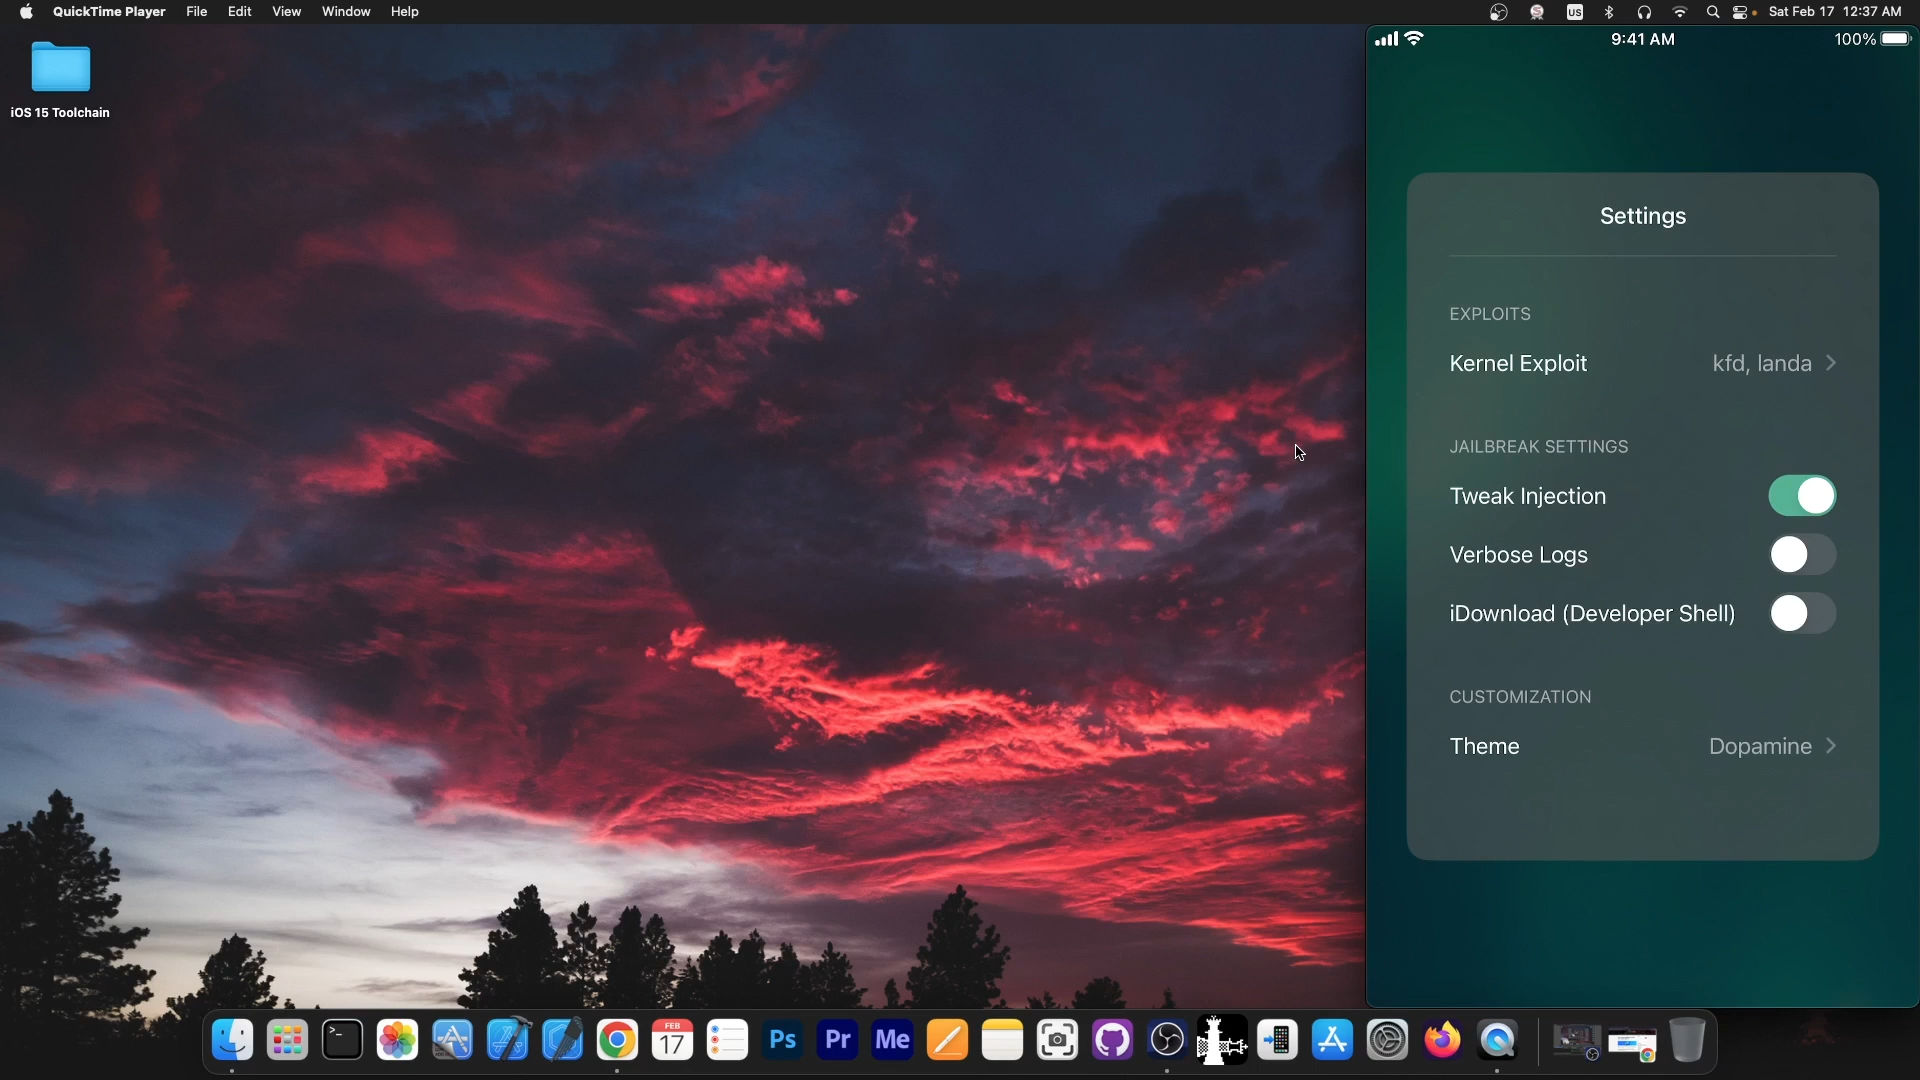 QuickTime Player File Edit View Window Help
US Sat Feb 17 12:37 AM
iOS 15 Toolchain
9:41 AM 100%
Settings
EXPLOITS
Kernel Exploit kfd, landa
JAILBREAK SETTINGS
Tweak Injection
Verbose Logs
iDownload (Developer Shell)
CUSTOMIZATION
Theme Dopamine
>_ FEB 17 Ps Pr Me